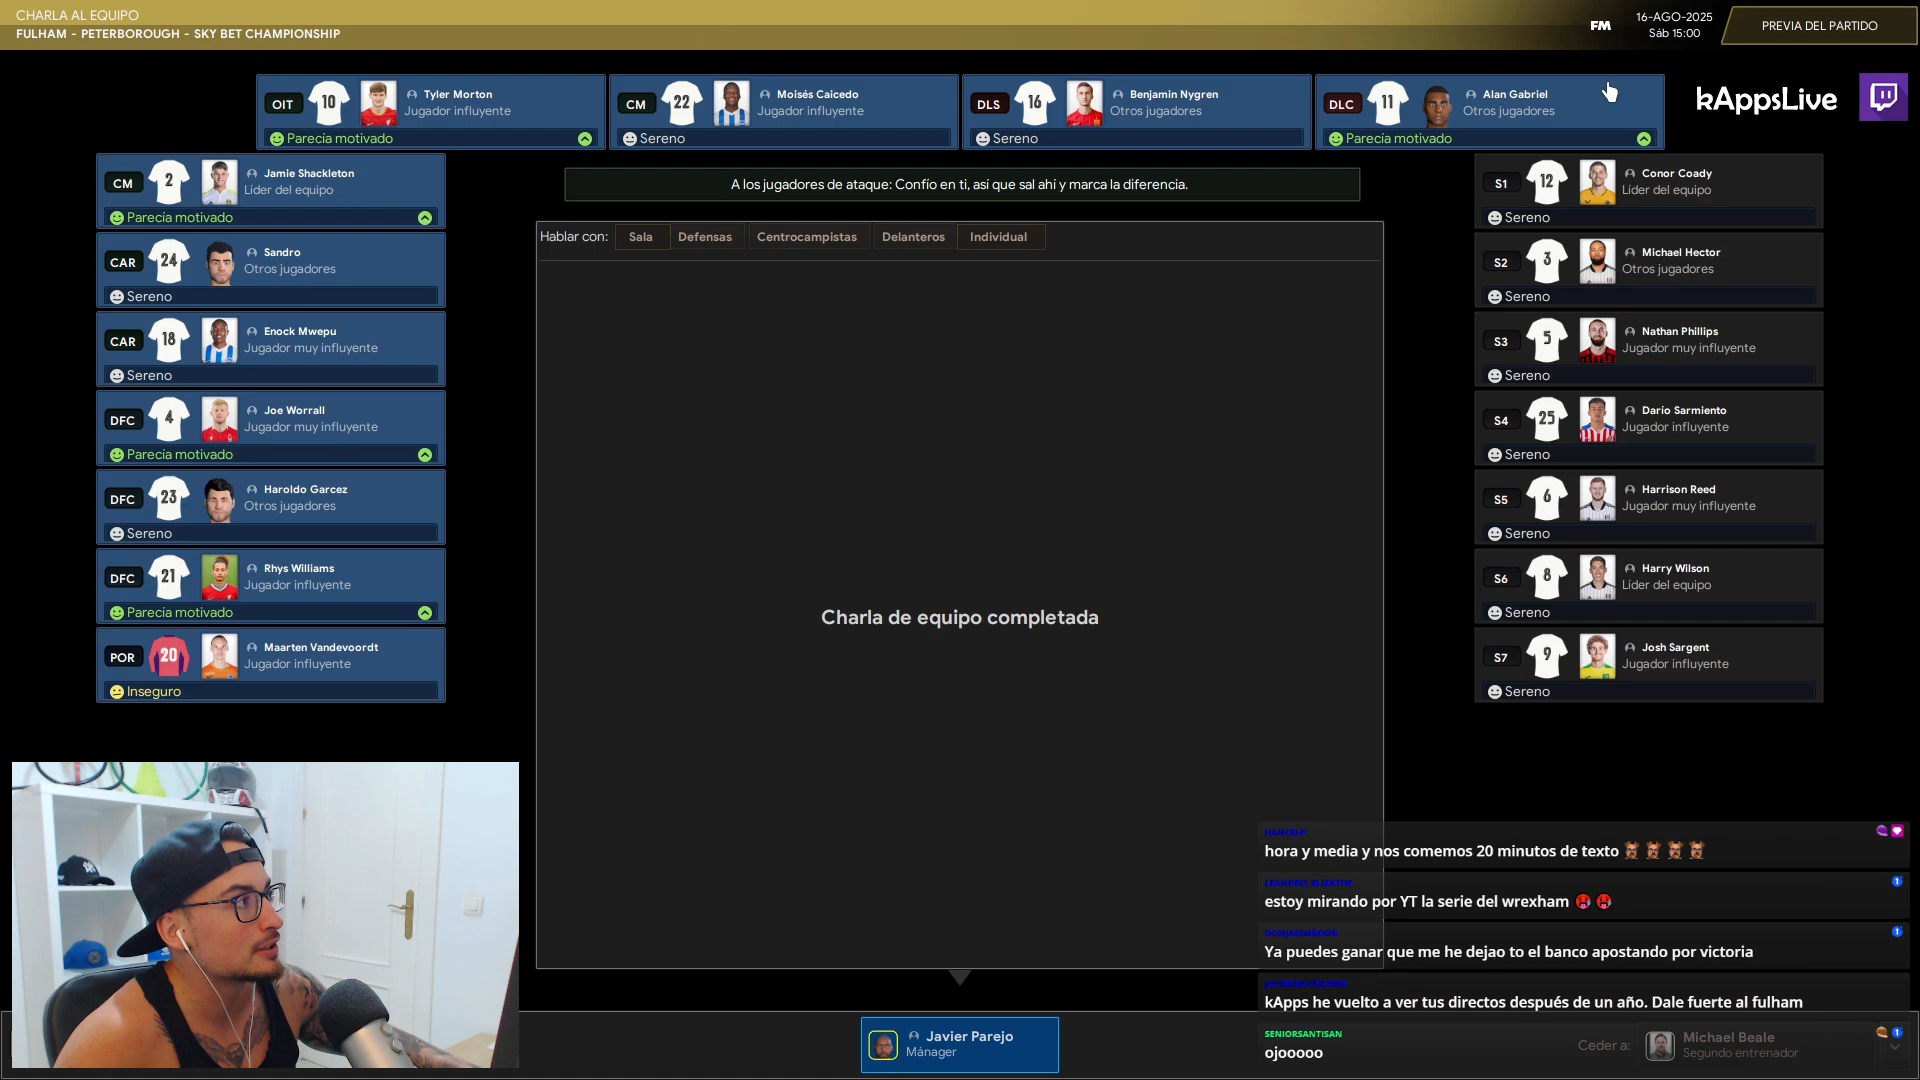 CHARLA AL EQUIPO
FULHAM - PETERBOROUGH - SKY BET CHAMPIONSHIP
FM
16-AGO-2025
Sáb 15:00
PREVIA DEL PARTIDO
OIT 10 Tyler Morton
Jugador influyente
Parecía motivado
CM 22 Moisés Caicedo
Jugador influyente
Sereno
DLS 16 Benjamin Nygren
Otros jugadores
Sereno
DLC 11 Alan Gabriel
Otros jugadores
Parecía motivado
kAppsLive
CM 2 Jamie Shackleton
Líder del equipo
Parecía motivado
CAR 24 Sandro
Otros jugadores
Sereno
CAR 18 Enock Mwepu
Jugador muy influyente
Sereno
DFC 4 Joe Worrall
Jugador muy influyente
Parecía motivado
DFC 23 Haroldo Garcez
Otros jugadores
Sereno
DFC 21 Rhys Williams
Jugador influyente
Parecía motivado
POR 20 Maarten Vandevoordt
Jugador influyente
Inseguro
A los jugadores de ataque: Confío en ti, así que sal ahí y marca la diferencia.
Hablar con: Sala Defensas Centrocampistas Delanteros Individual
Charla de equipo completada
S1 12 Conor Coady
Líder del equipo
Sereno
S2 3 Michael Hector
Otros jugadores
Sereno
S3 5 Nathan Phillips
Jugador muy influyente
Sereno
S4 25 Darío Sarmiento
Jugador influyente
Sereno
S5 6 Harrison Reed
Jugador muy influyente
Sereno
S6 8 Harry Wilson
Líder del equipo
Sereno
S7 9 Josh Sargent
Jugador influyente
Sereno
hora y media y nos comemos 20 minutos de texto
estoy mirando por YT la serie del wrexham
Ya puedes ganar que me he dejao to el banco apostando por victoria
kApps he vuelto a ver tus directos después de un año. Dale fuerte al fulham
SENIORSANTISAN
ojooooo
Javier Parejo
Mánager
Ceder a:
Michael Beale
Segundo entrenador